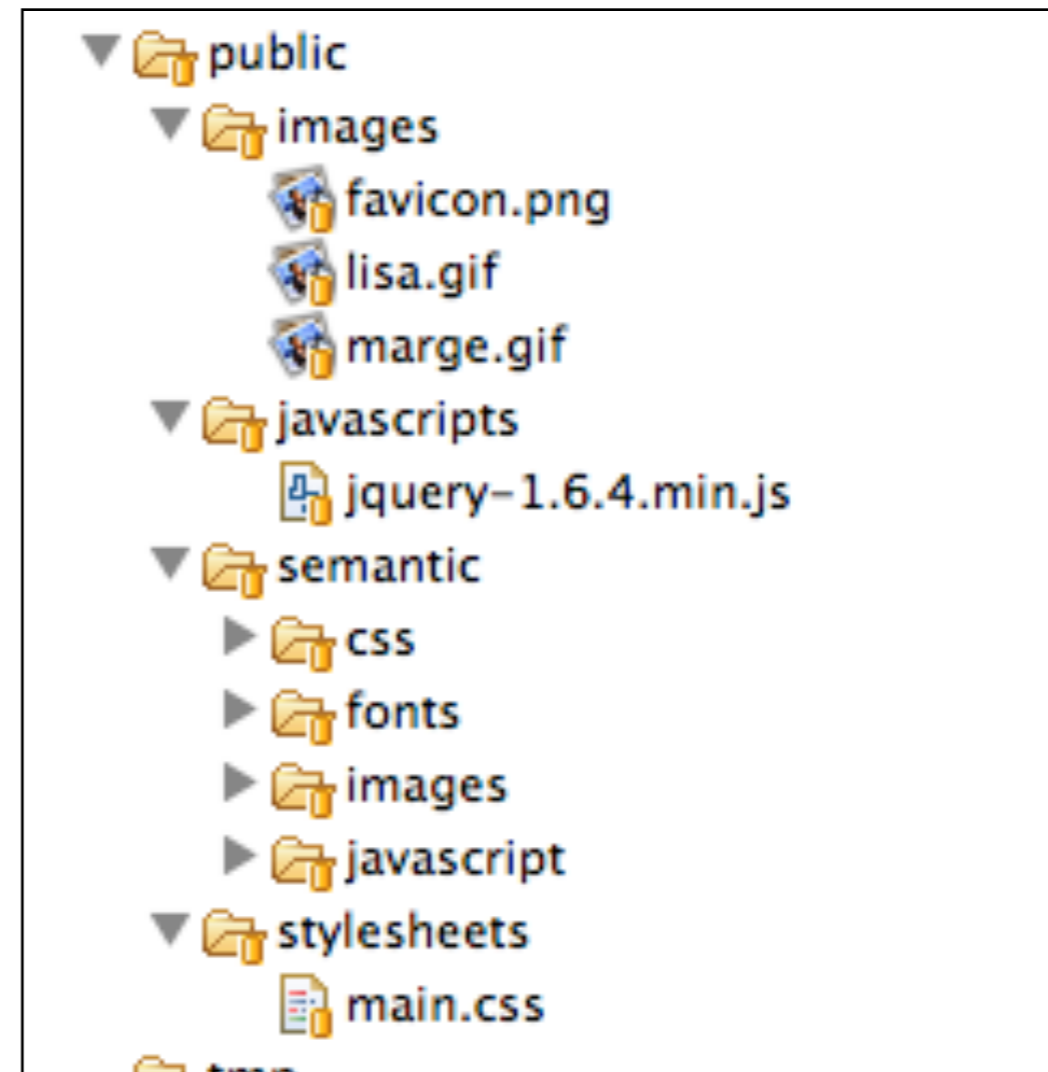 public
images
favicon.png
lisa.gif
marge.gif
javascripts
jquery-1.6.4.min.js
semantic
css
fonts
images
javascript
stylesheets
main.css